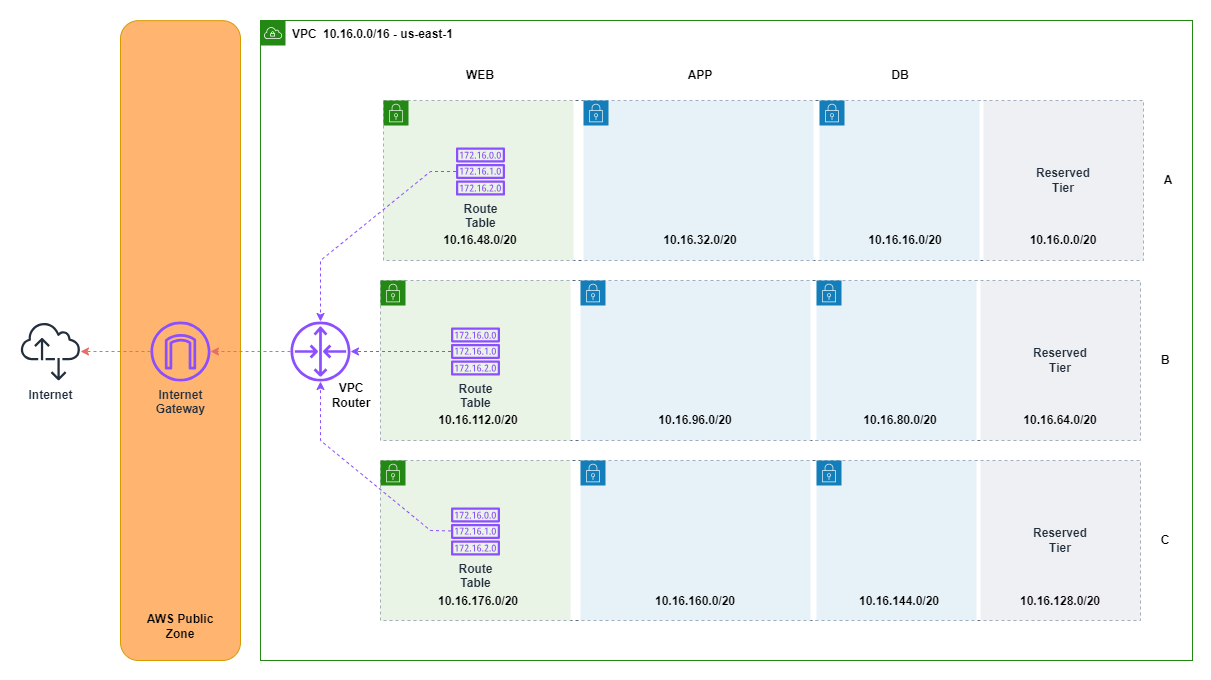 VPC 10.16.0.0/16 - us-east-1
WEB
APP
DB
172.16.0.0
172.16.1.0
172.16.2.0
Route
Table
10.16.48.0/20
10.16.32.0/20
10.16.16.0/20
Reserved
Tier
10.16.0.0/20
A
172.16.0.0
172.16.1.0
172.16.2.0
Route
Table
10.16.112.0/20
10.16.96.0/20
10.16.80.0/20
Reserved
Tier
10.16.64.0/20
B
Internet
Internet
Gateway
VPC
Router
172.16.0.0
172.16.1.0
172.16.2.0
Route
Table
10.16.176.0/20
10.16.160.0/20
10.16.144.0/20
Reserved
Tier
10.16.128.0/20
C
AWS Public
Zone